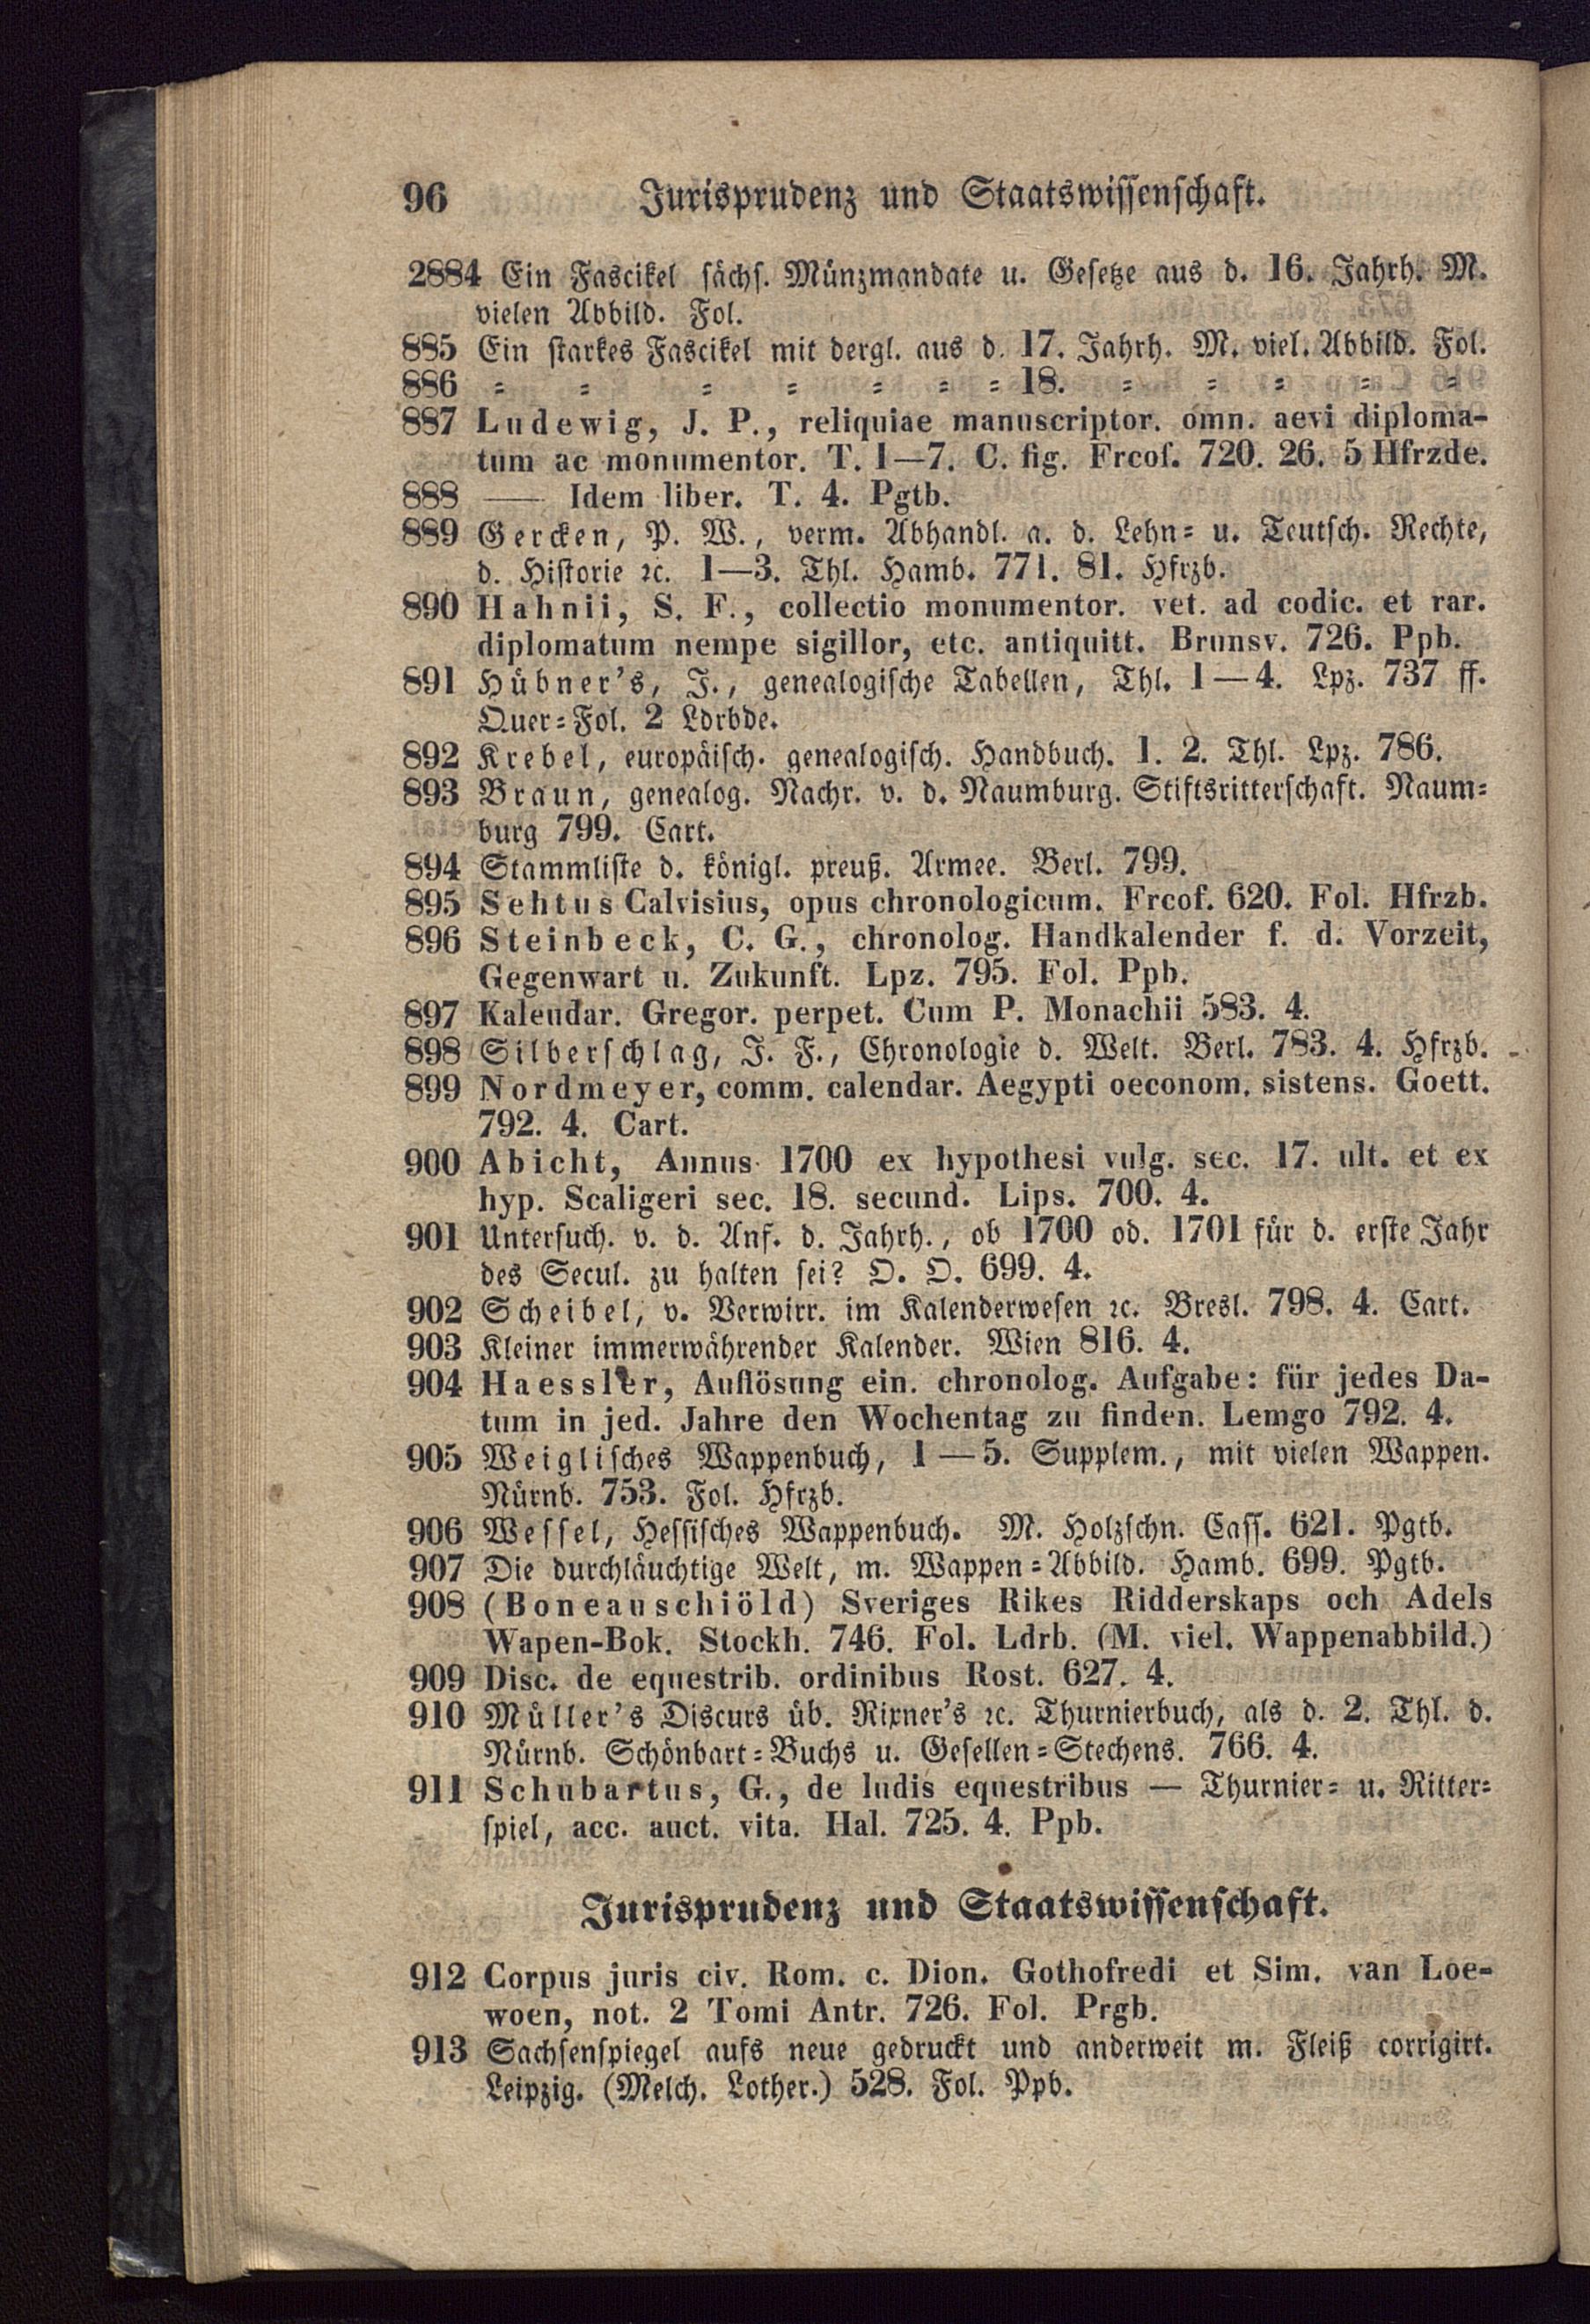 96 Jurisprudenz und Staatswissenschaft.
2884 Ein Fascikel sächs. Münzmandate u. Gesetze aus d. 16. Jahrh. M.
vielen Abbild. Fol.
885 Ein starkes Fascikel mit dergl. aus d. 17. Jahrh. M. viel. Abbild. Fol.
886 = = = = = = = 18. = = = = =
887 Ludewig, J. P., reliquiae manuscriptor. omn. aevi diploma-
tum ac monumentor. T. 1—7. C. fig. Frcof. 720. 26. 5 Hfrzde.
888 —— Idem liber. T. 4. Pgtb.
889 Gercken, P. W., verm. Abhandl. a. d. Lehn= u. Teutsch. Rechte,
d. Historie ꝛc. 1—3. Thl. Hamb. 771. 81. Hfrzb.
890 Hahnii, S. F., collectio monumentor. vet. ad codic. et rar.
diplomatum nempe sigillor, etc. antiquitt. Brunsv. 726. Ppb.
891 Hübner's, J., genealogische Tabellen, Thl. 1—4. Lpz. 737 ff.
Quer=Fol. 2 Ldrbde.
892 Krebel, europäisch. genealogisch. Handbuch. 1. 2. Thl. Lpz. 786.
893 Braun, genealog. Nachr. v. d. Naumburg. Stiftsritterschaft. Naum=
burg 799. Cart.
894 Stammliste d. königl. preuß. Armee. Berl. 799.
895 Sehtus Calvisius, opus chronologicum. Frcof. 620. Fol. Hfrzb.
896 Steinbeck, C. G., chronolog. Handkalender f. d. Vorzeit,
Gegenwart u. Zukunft. Lpz. 795. Fol. Ppb.
897 Kalendar. Gregor. perpet. Cum P. Monachii 583. 4.
898 Silberschlag, J. F., Chronologie d. Welt. Berl. 783. 4. Hfrzb.
899 Nordmeyer, comm. calendar. Aegypti oeconom. sistens. Goett.
792. 4. Cart.
900 Abicht, Annus 1700 ex hypothesi vulg. sec. 17. ult. et ex
hyp. Scaligeri sec. 18. secund. Lips. 700. 4.
901 Untersuch. v. d. Anf. d. Jahrh., ob 1700 od. 1701 für d. erste Jahr
des Secul. zu halten sei? O. O. 699. 4.
902 Scheibel, v. Verwirr. im Kalenderwesen ꝛc. Bresl. 798. 4. Cart.
903 Kleiner immerwährender Kalender. Wien 816. 4.
904 Haessler, Auflösung ein. chronolog. Aufgabe: für jedes Da-
tum in jed. Jahre den Wochentag zu finden. Lemgo 792. 4.
905 Weiglisches Wappenbuch, 1—5. Supplem., mit vielen Wappen.
Nürnb. 753. Fol. Hfrzb.
906 Wessel, Hessisches Wappenbuch. M. Holzschn. Cass. 621. Pgtb.
907 Die durchläuchtige Welt, m. Wappen=Abbild. Hamb. 699. Pgtb.
908 (Boneauschiöld) Sveriges Rikes Ridderskaps och Adels
Wapen-Bok. Stockh. 746. Fol. Ldrb. (M. viel. Wappenabbild.)
909 Disc. de equestrib. ordinibus Rost. 627. 4.
910 Müller's Discurs üb. Rixner's ꝛc. Thurnierbuch, als d. 2. Thl. d.
Nürnb. Schönbart=Buchs u. Gesellen=Stechens. 766. 4.
911 Schubartus, G., de ludis equestribus — Thurnier= u. Ritter=
spiel, acc. auct. vita. Hal. 725. 4. Ppb.
Jurisprudenz und Staatswissenschaft.
912 Corpus juris civ. Rom. c. Dion. Gothofredi et Sim. van Loe-
woen, not. 2 Tomi Antr. 726. Fol. Prgb.
913 Sachsenspiegel aufs neue gedruckt und anderweit m. Fleiß corrigirt.
Leipzig. (Melch. Lother.) 528. Fol. Ppb.